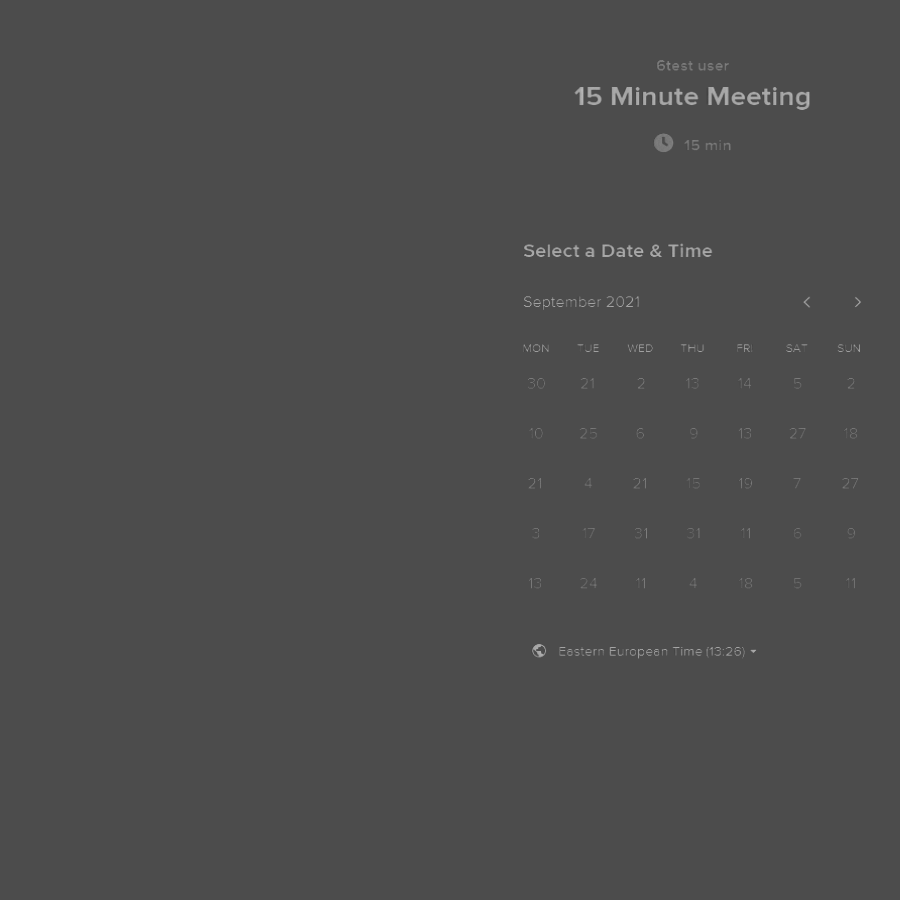 6test user
15 Minute Meeting
15 min
Select a Date & Time
September 2021
MON TUE WED THU FRI SAT SUN
30 21 2 13 14 5 2
10 25 6 9 13 27 18
21 4 21 15 19 7 27
3 17 31 31 11 6 9
13 24 11 4 18 5 11
Eastern European Time (13:26)